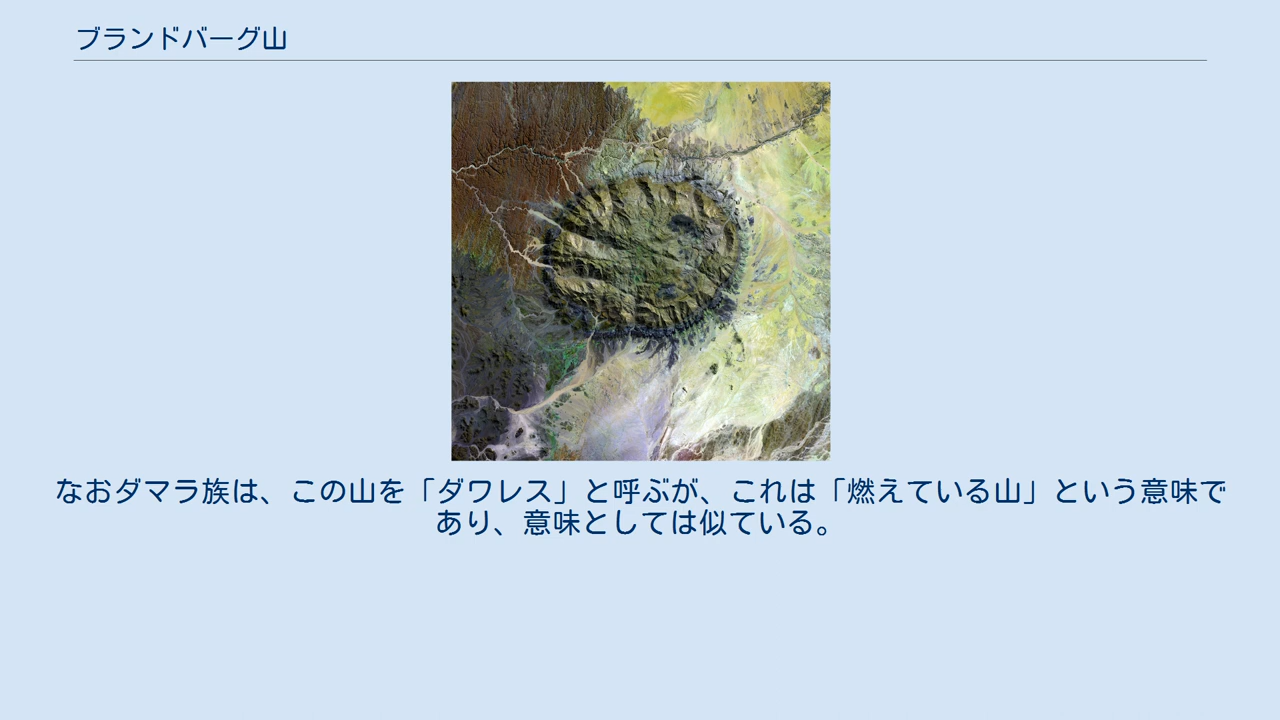 ブランドバーグ山
なおダマラ族は、この山を「ダワレス」と呼ぶが、これは「燃えている山」という意味で
あり、意味としては似ている。